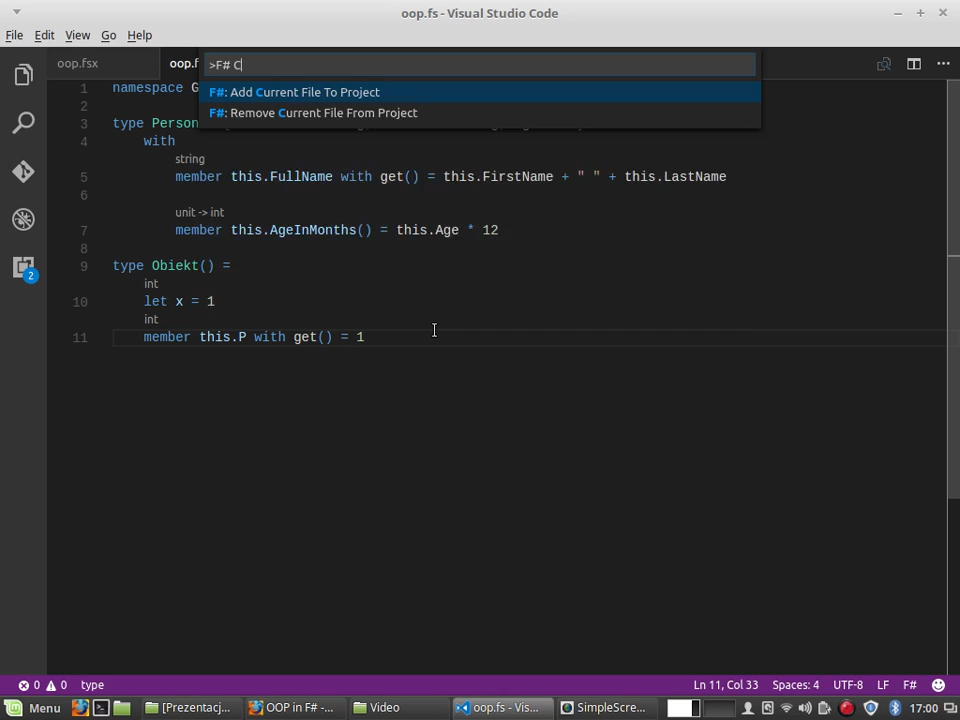 oop.fs - Visual Studio Code
File Edit View Go Help
oop.fsx
oop.f
>F# C
F#: Add Current File To Project
F#: Remove Current File From Project
1 namespace G
2
3 type Person
4 with
string
5 member this.FullName with get() = this.FirstName + " " + this.LastName
6
unit -> int
7 member this.AgeInMonths() = this.Age * 12
8
9 type Obiekt() =
int
10 let x = 1
int
11 member this.P with get() = 1
2
0 0 type Ln 11, Col 33 Spaces: 4 UTF-8 LF F#
Menu [Prezentacj... OOP in F# -... Video oop.fs - Vis... SimpleScre... 17:00